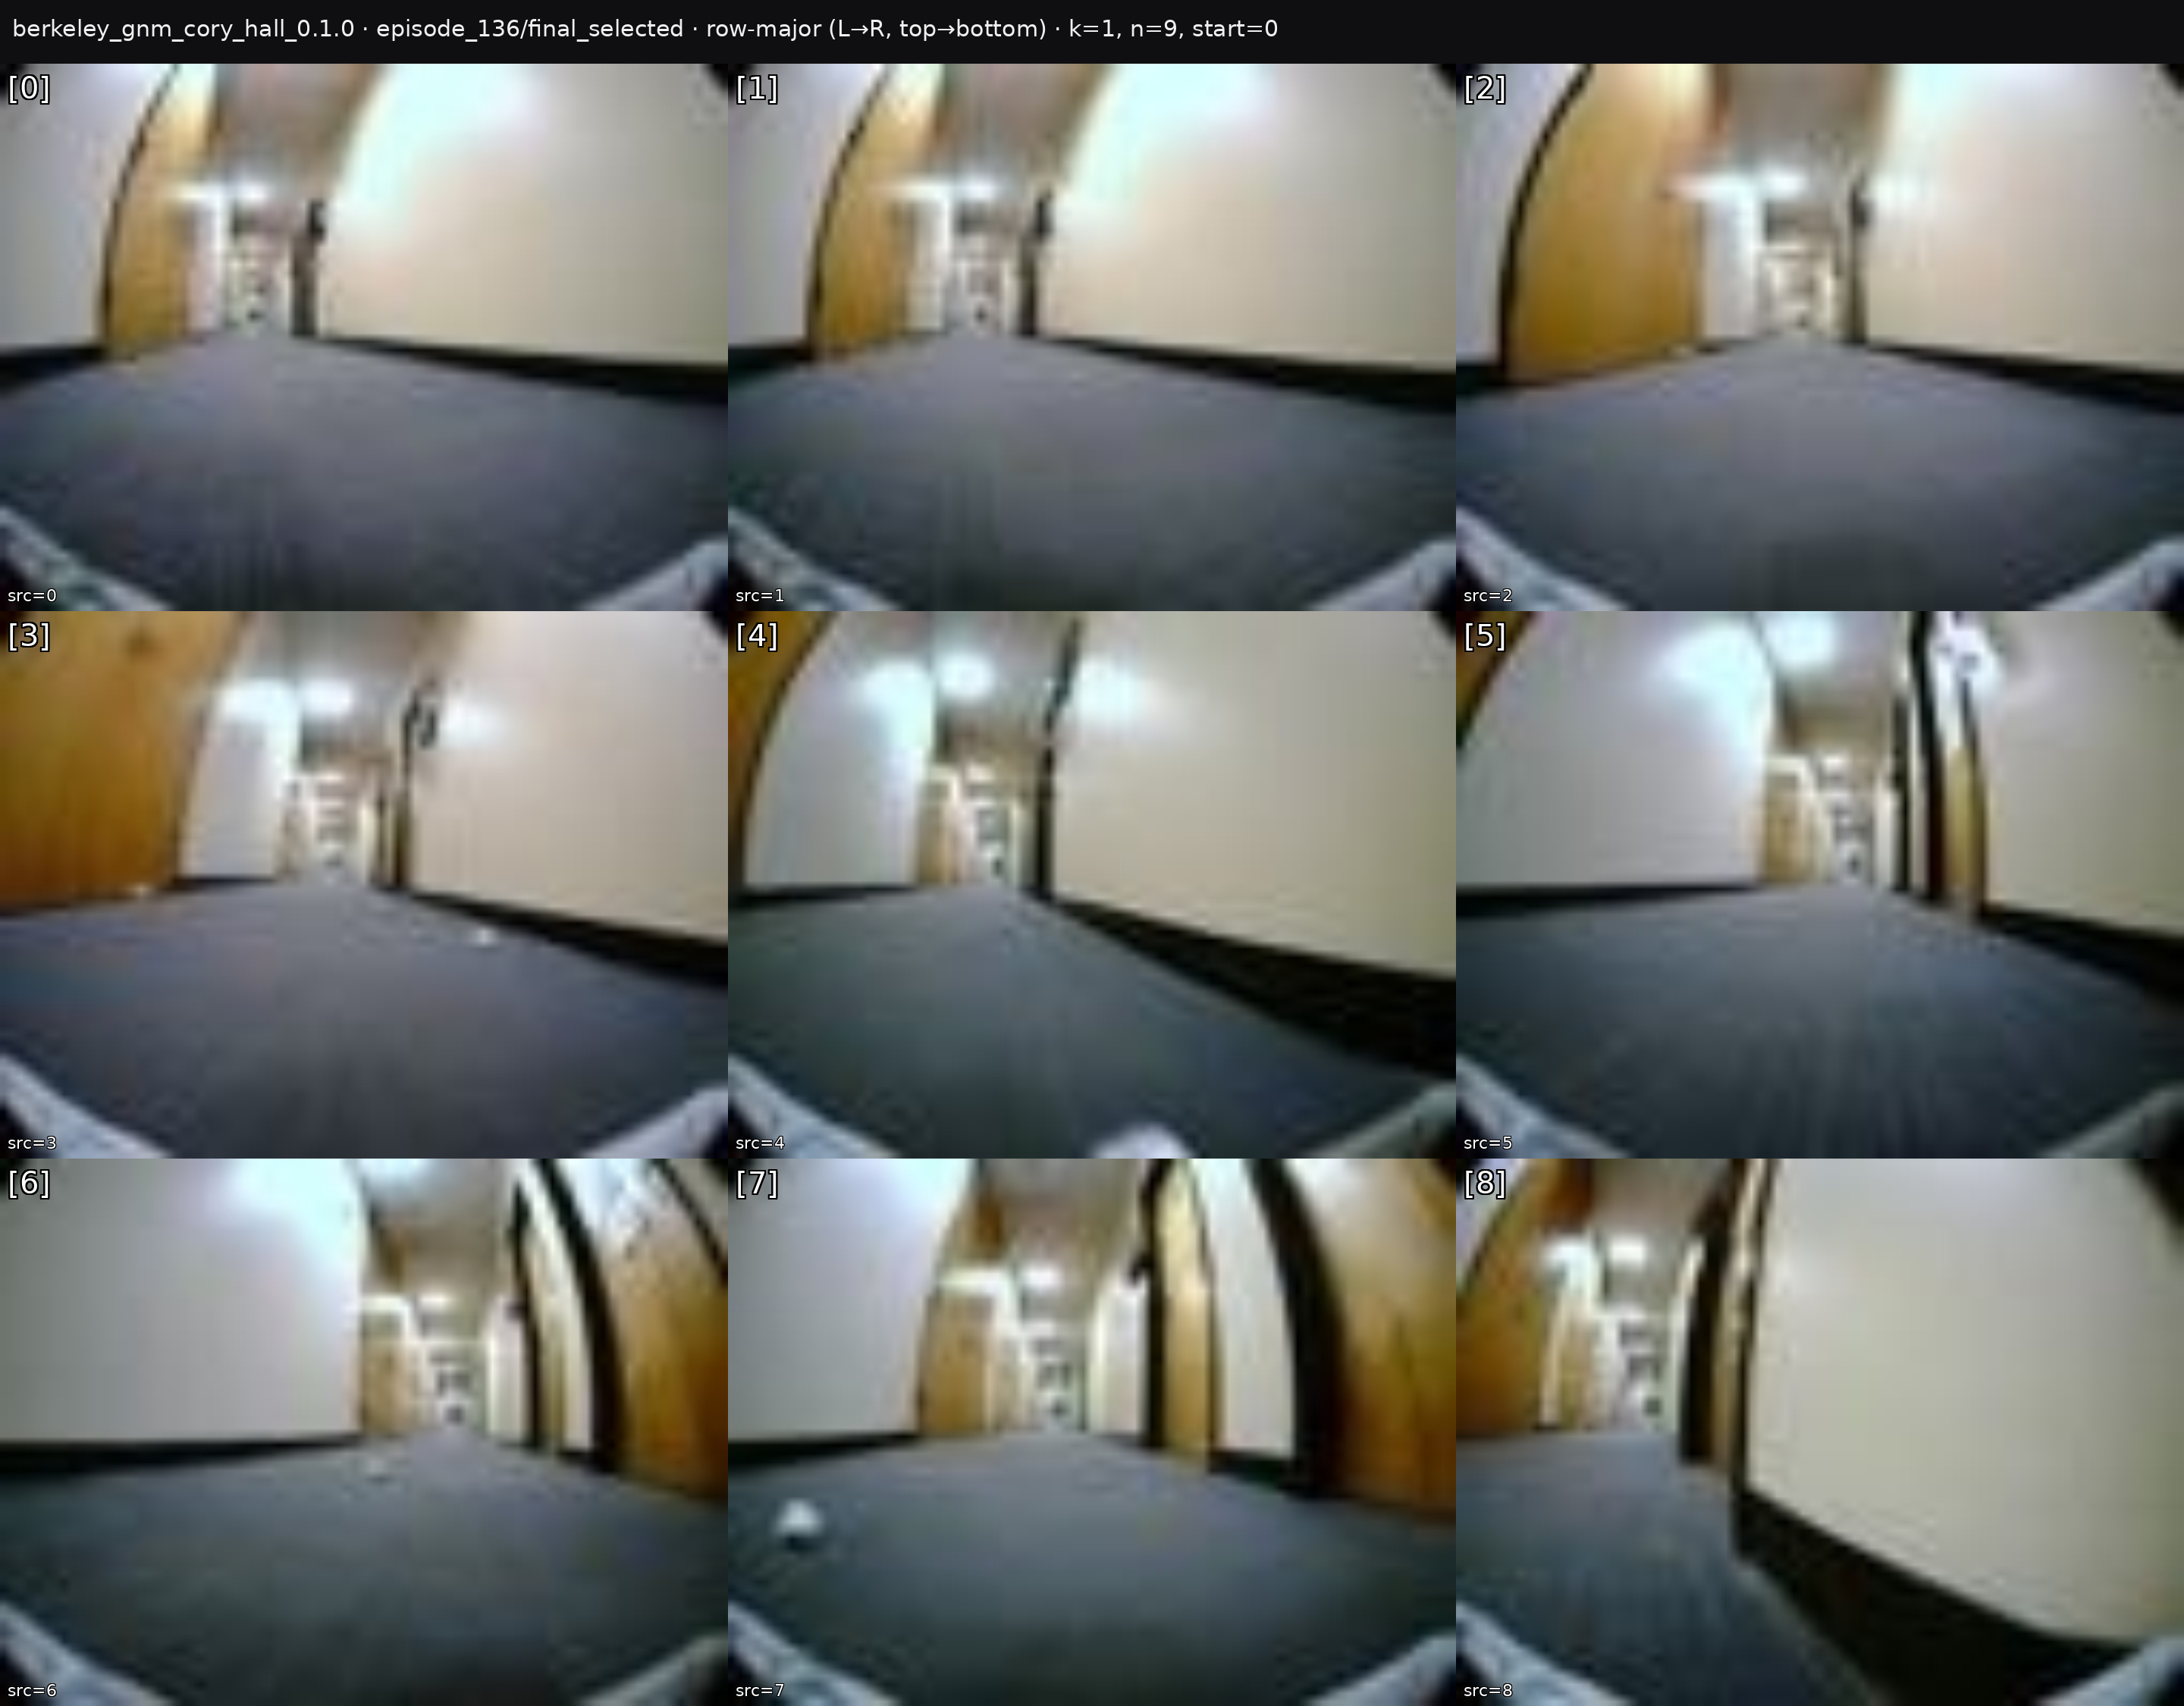 berkeley_gnm_cory_hall_0.1.0 · episode_136/final_selected · row-major (L→R, top→bottom) · k=1, n=9, start=0
[0]
[1]
[2]
src=0
src=1
src=2
[3]
[4]
[5]
src=3
src=4
src=5
[6]
[7]
[8]
src=6
src=7
src=8